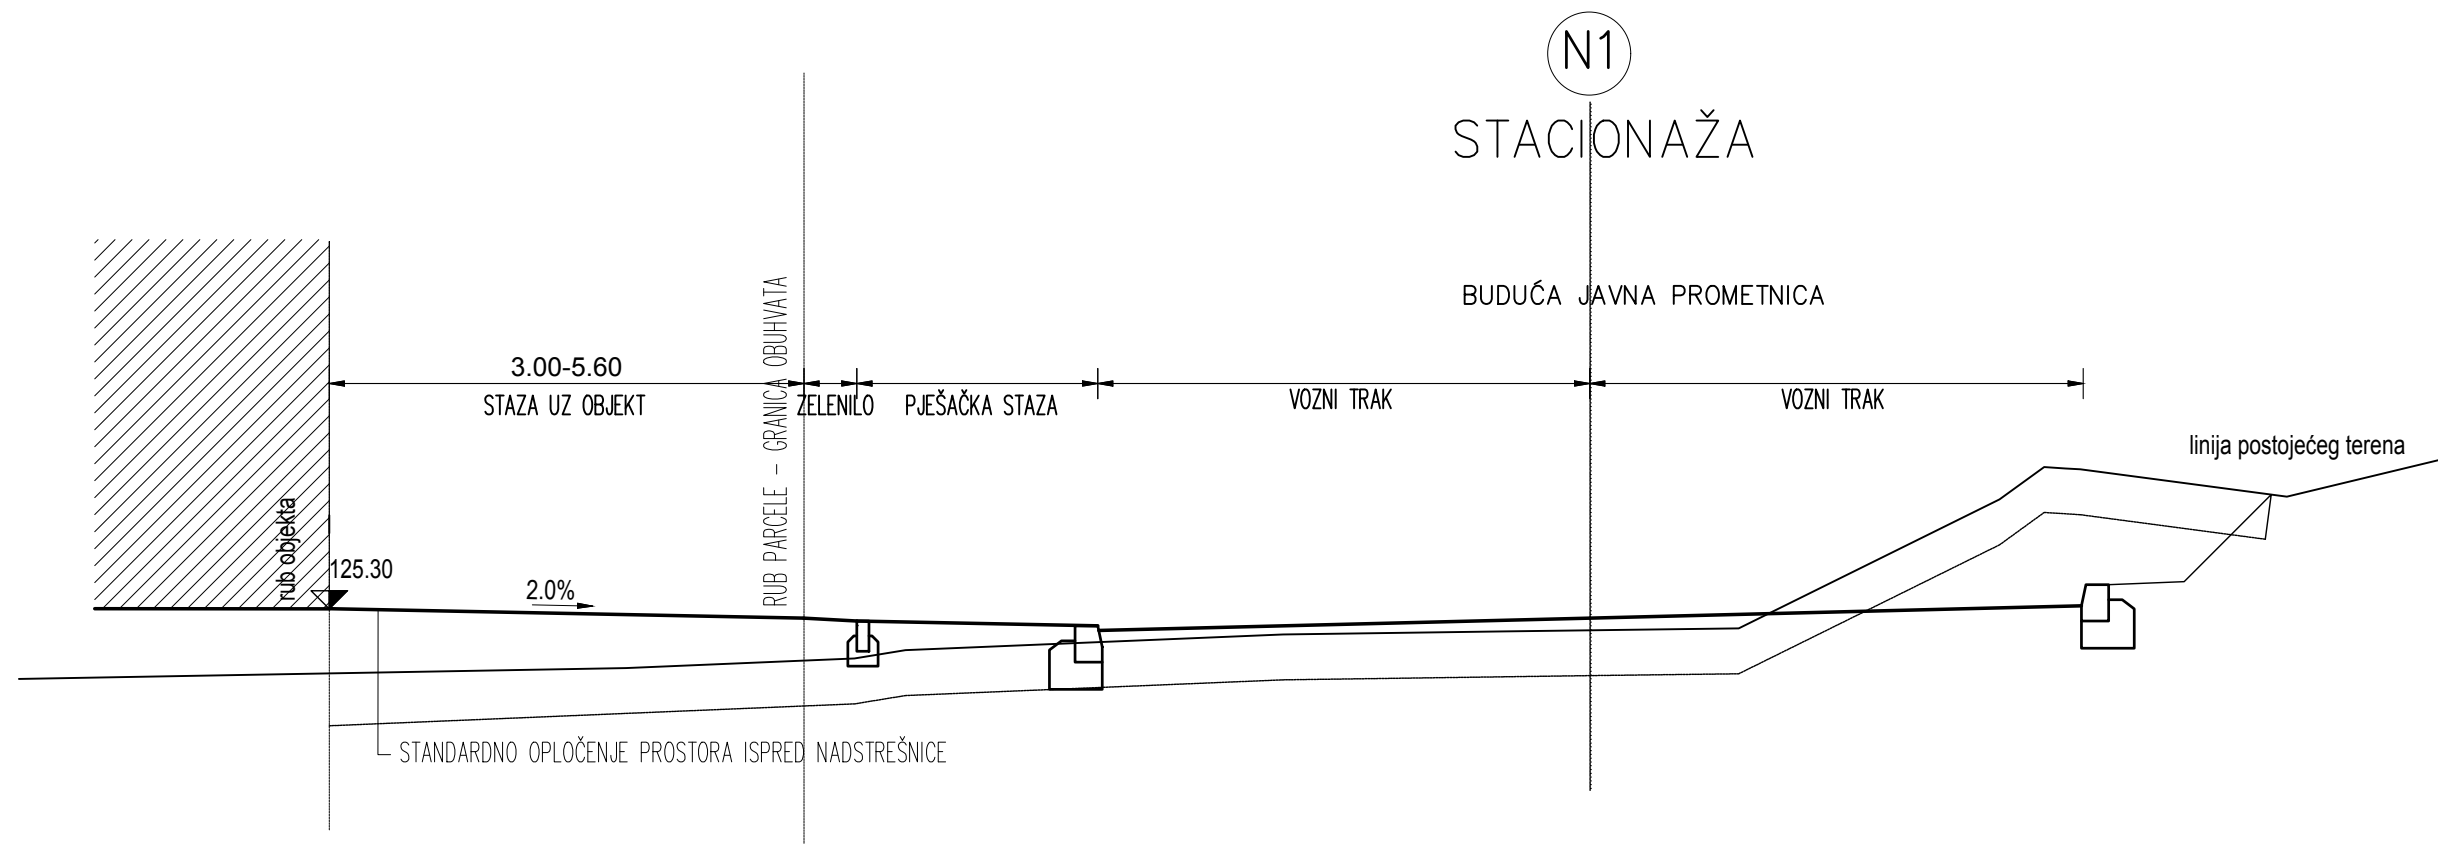 N1
STACIONAŽA
BUDUĆA JAVNA PROMETNICA
3.00-5.60
STAZA UZ OBJEKT
ZELENILO
PJEŠAČKA STAZA
VOZNI TRAK
VOZNI TRAK
RUB PARCELE - GRANICA OBUHVATA
linija postojećeg terena
rub objekta
125.30
2.0%
STANDARDNO OPLOČENJE PROSTORA ISPRED NADSTREŠNICE